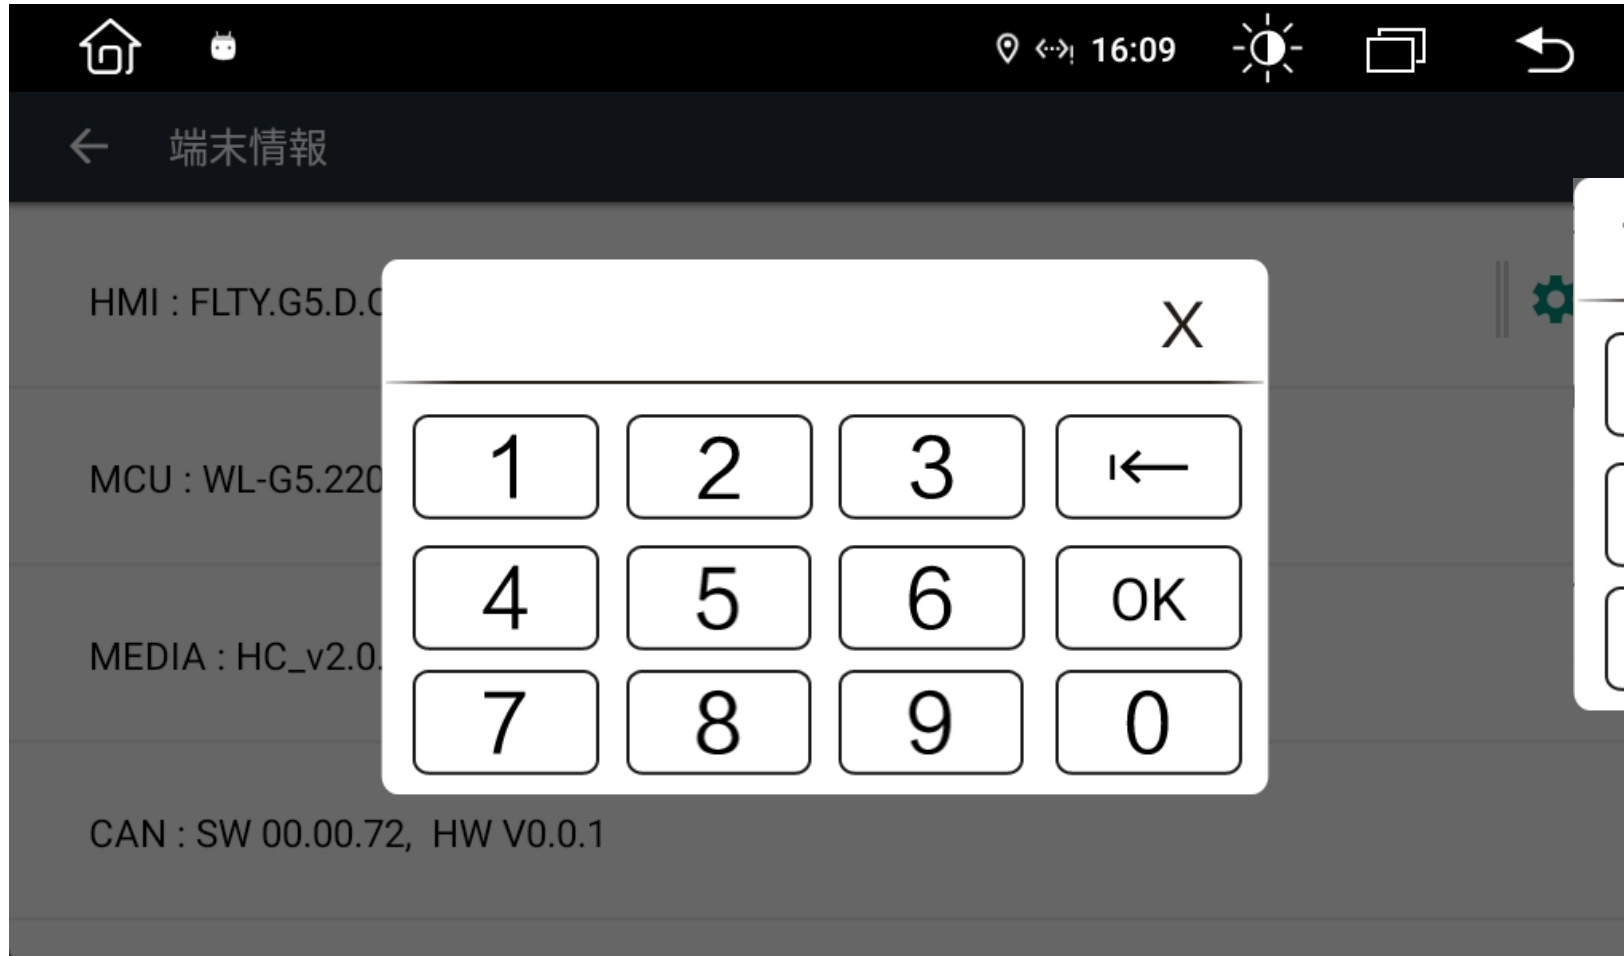 16:09
端末情報
HMI : FLTY.G5.D.
X
MCU : WL-G5.220
1 2 3
4 5 6 OK
MEDIA : HC_v2.0.
7 8 9 0
CAN : SW 00.00.72, HW V0.0.1